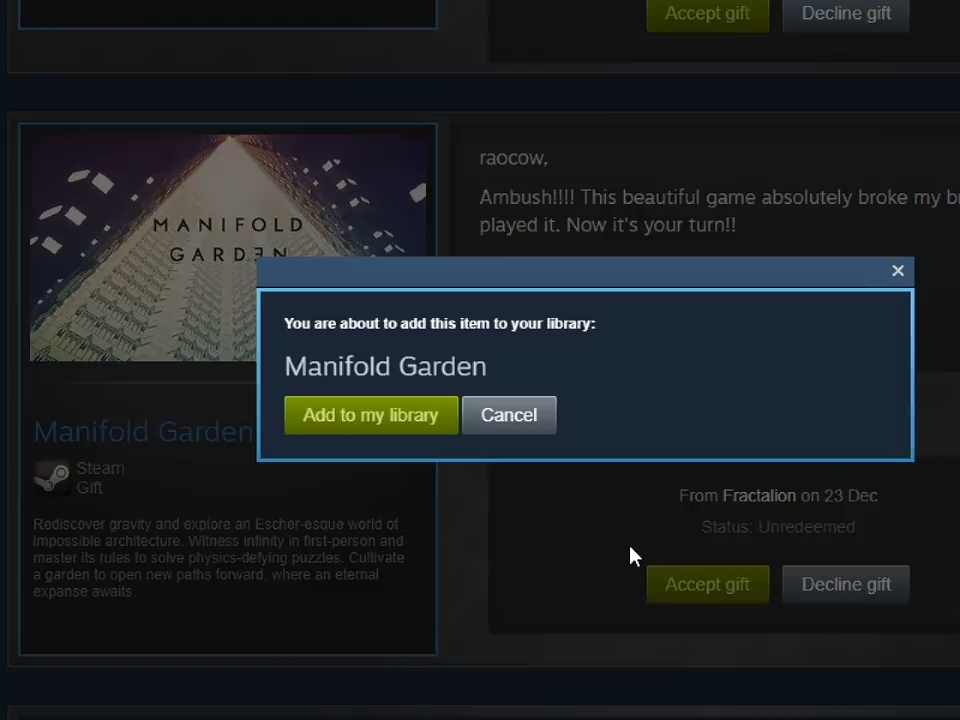 Accept gift
Decline gift
MANIFOLD
GARDEN
raocow,
Ambush!!!! This beautiful game absolutely broke my
played it. Now it's your turn!!
You are about to add this item to your library:
Manifold Garden
Add to my library
Cancel
Manifold Garden
Steam
Gift
Rediscover gravity and explore an Escher-esque world of
impossible architecture. Witness infinity in first-person and
master its rules to solve physics-defying puzzles. Cultivate
a garden to open new paths forward, where an eternal
expanse awaits.
From Fractalion on 23 Dec
Status: Unredeemed
Accept gift
Decline gift